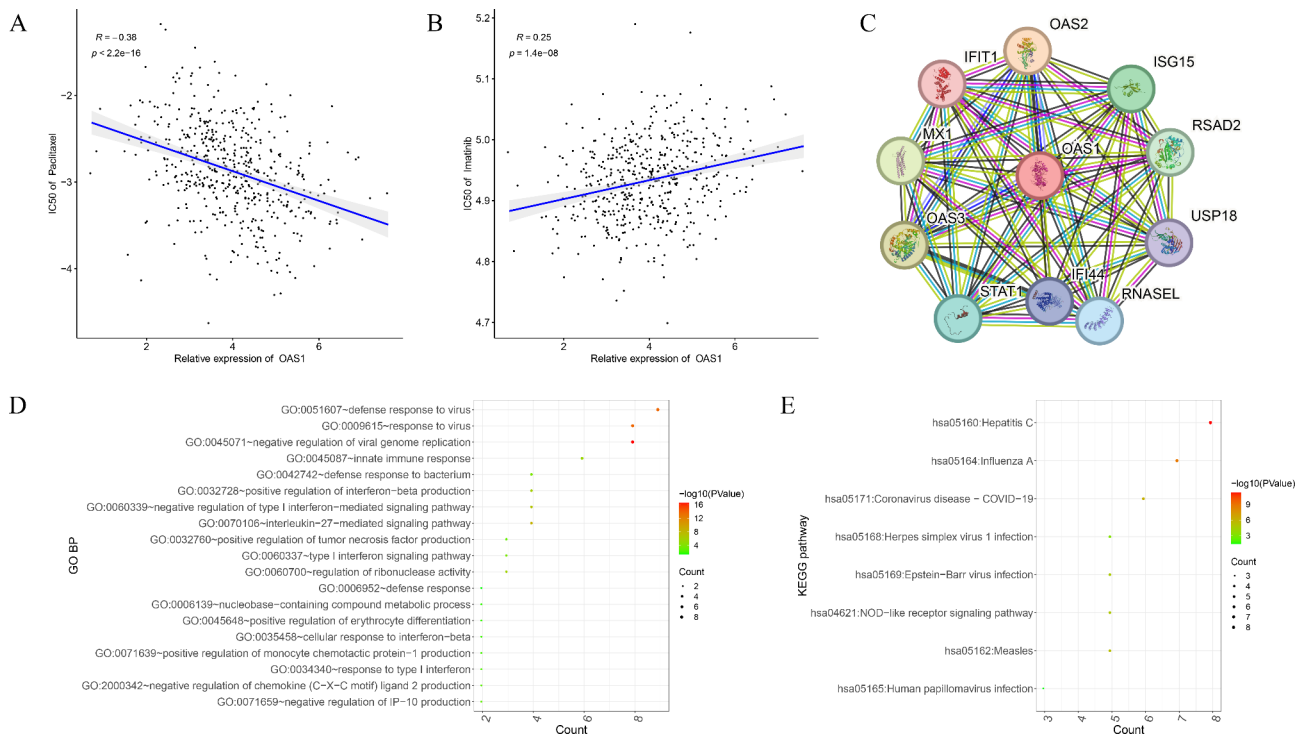 A
R = −0.38
p < 2.2e−16
IC50 of Paclitaxel
−2
−3
−4
2
4
6
Relative expression of OAS1
B
R = 0.25
p = 1.4e−08
IC50 of Imatinib
5.2
5.1
5.0
4.9
4.8
4.7
2
4
6
Relative expression of OAS1
C
OAS2
IFIT1
ISG15
MX1
RSAD2
OAS1
OAS3
USP18
STAT1
IFI44
RNASEL
D
GO BP
GO:0051607~defense response to virus
GO:0009615~response to virus
GO:0045071~negative regulation of viral genome replication
GO:0045087~innate immune response
GO:0042742~defense response to bacterium
GO:0032728~positive regulation of interferon-beta production
GO:0060339~negative regulation of type I interferon-mediated signaling pathway
GO:0070106~interleukin-27-mediated signaling pathway
GO:0032760~positive regulation of tumor necrosis factor production
GO:0060337~type I interferon signaling pathway
GO:0060700~regulation of ribonuclease activity
GO:0006952~defense response
GO:0006139~nucleobase-containing compound metabolic process
GO:0045648~positive regulation of erythrocyte differentiation
GO:0035458~cellular response to interferon-beta
GO:0071639~positive regulation of monocyte chemotactic protein-1 production
GO:0034340~response to type I interferon
GO:2000342~negative regulation of chemokine (C-X-C motif) ligand 2 production
GO:0071659~negative regulation of IP-10 production
2
4
6
8
Count
−log10(PValue)
16
12
8
4
Count
2
4
6
8
E
KEGG pathway
hsa05160:Hepatitis C
hsa05164:Influenza A
hsa05171:Coronavirus disease − COVID−19
hsa05168:Herpes simplex virus 1 infection
hsa05169:Epstein-Barr virus infection
hsa04621:NOD-like receptor signaling pathway
hsa05162:Measles
hsa05165:Human papillomavirus infection
3
4
5
6
7
8
Count
−log10(PValue)
9
6
3
Count
3
4
5
6
7
8